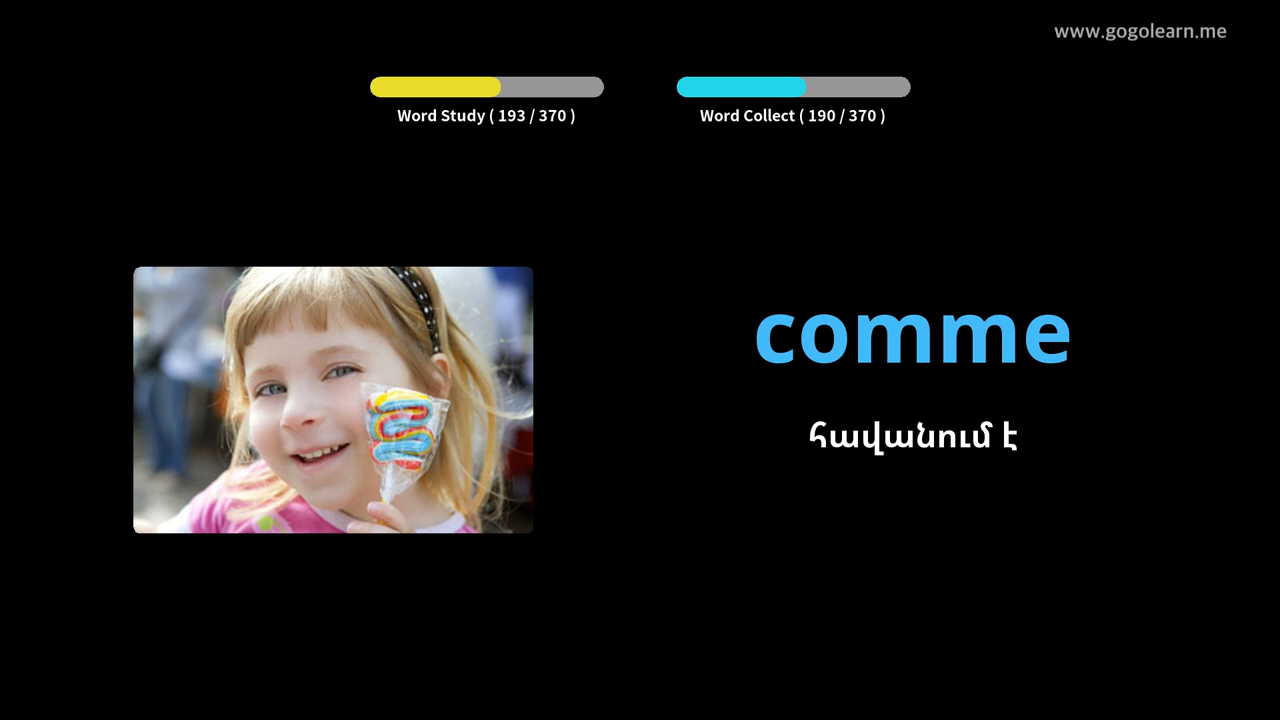 www.gogolearn.me
Word Study ( 193 / 370 )
Word Collect ( 190 / 370 )
comme
հավանում է